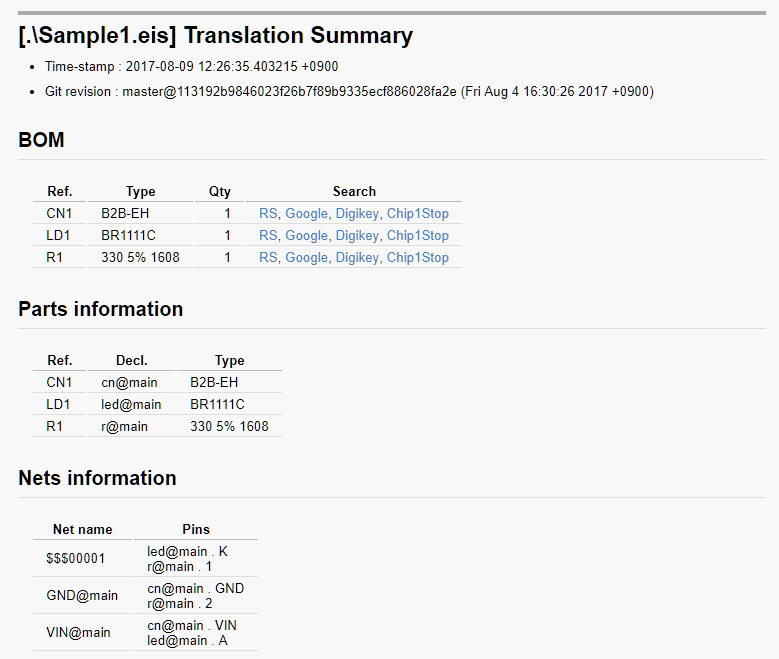 [.\Sample1.eis] Translation Summary
• Time-stamp : 2017-08-09 12:26:35.403215 +0900
• Git revision : master@113192b9846023f26b7f89b9335ecf886028fa2e (Fri Aug 4 16:30:26 2017 +0900)
BOM
Ref. Type Qty Search
CN1 B2B-EH 1 RS, Google, Digikey, Chip1Stop
LD1 BR1111C 1 RS, Google, Digikey, Chip1Stop
R1 330 5% 1608 1 RS, Google, Digikey, Chip1Stop
Parts information
Ref. Decl. Type
CN1 cn@main B2B-EH
LD1 led@main BR1111C
R1 r@main 330 5% 1608
Nets information
Net name Pins
$$$00001 led@main . K
r@main . 1
GND@main cn@main . GND
r@main . 2
VIN@main cn@main . VIN
led@main . A